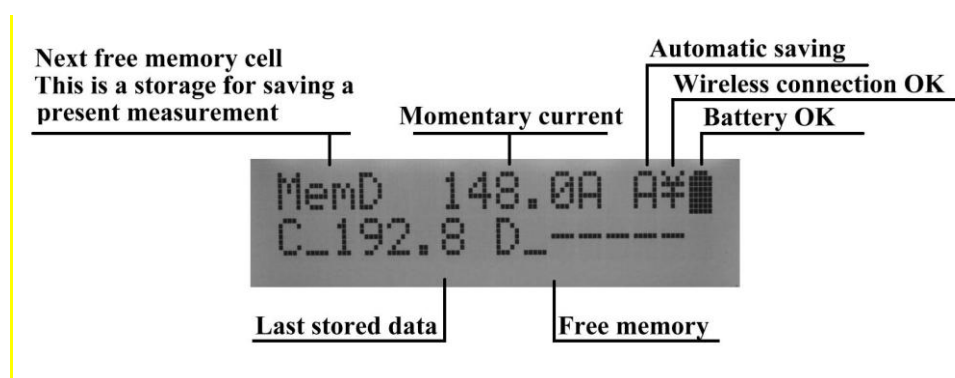 Next free memory cell
This is a storage for saving a
present measurement
Momentary current
Automatic saving
Wireless connection OK
Battery OK
MemD 148.0A A¥
C_192.8 D_-----
Last stored data
Free memory